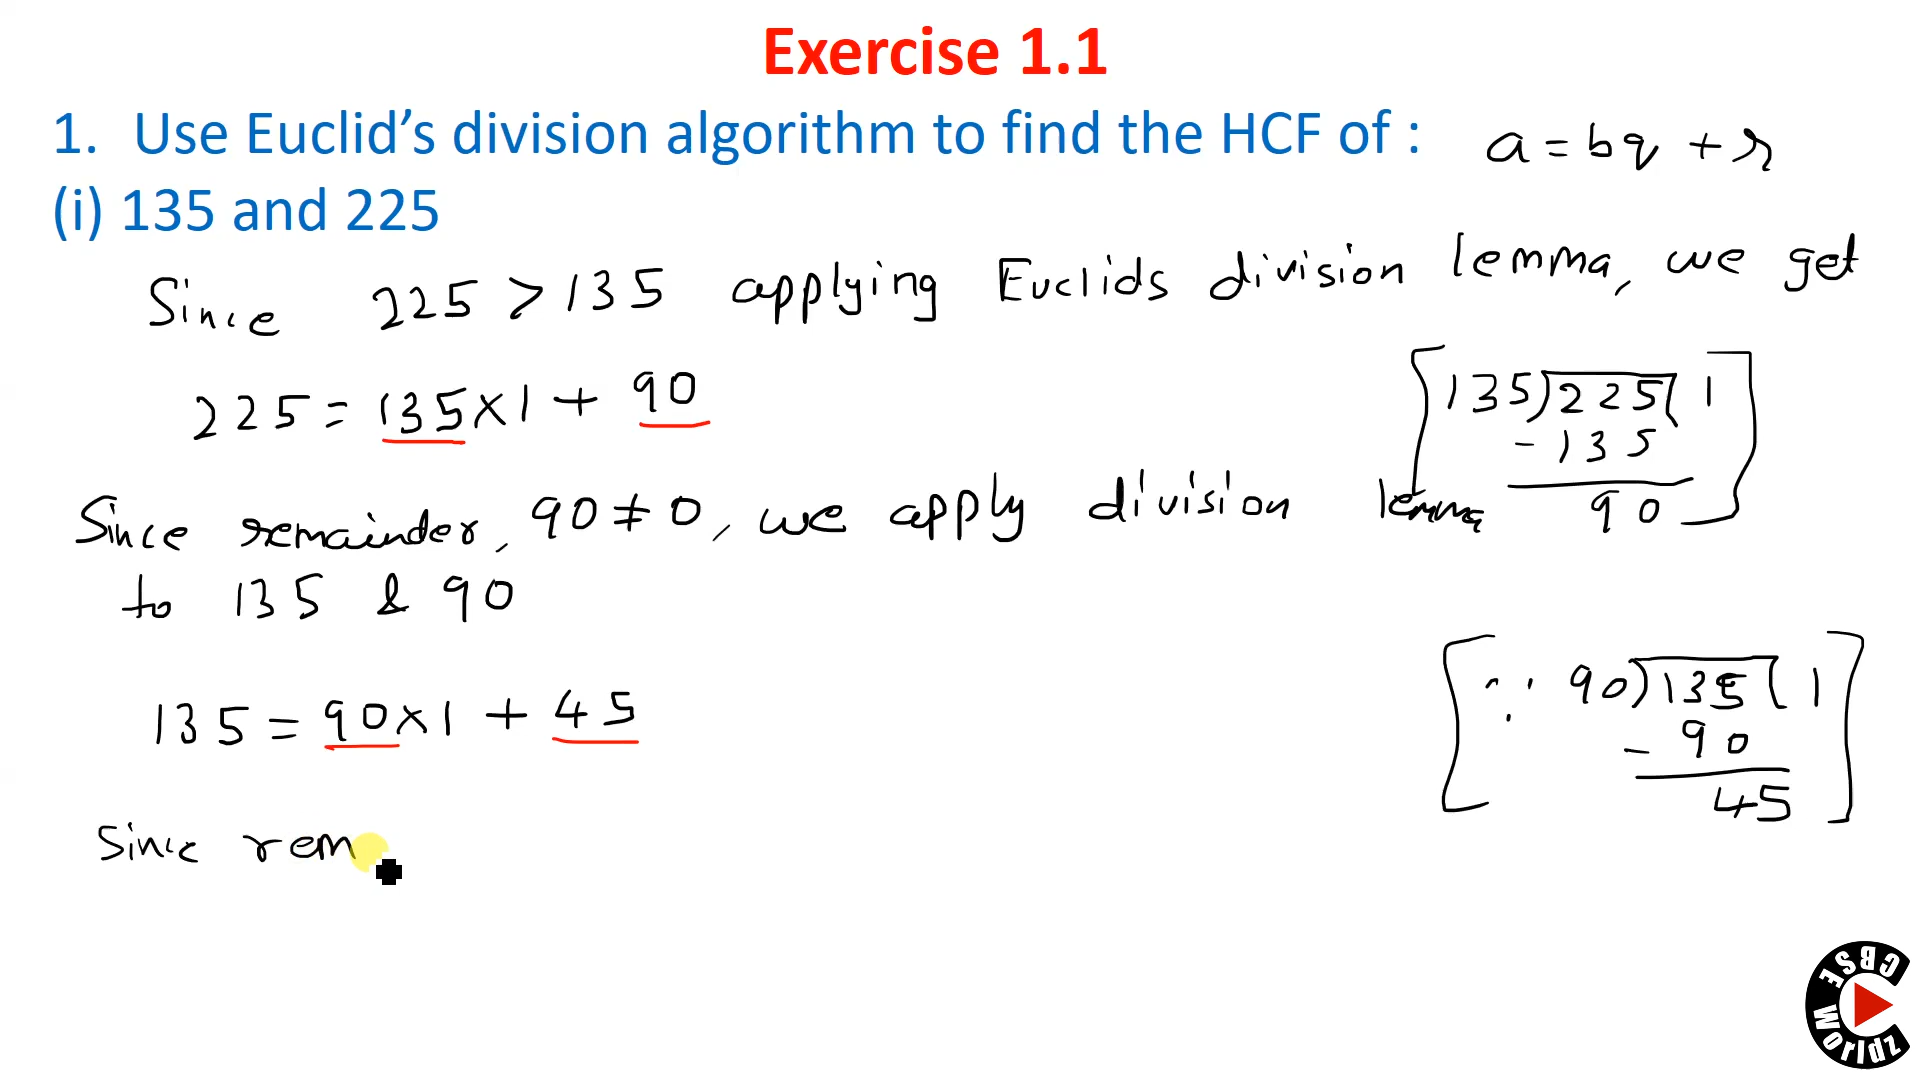 Exercise 1.1
1. Use Euclid’s division algorithm to find the HCF of :
a = bq + r
(i) 135 and 225
Since 225 > 135 applying Euclids division lemma, we get
225 = 135 × 1 + 90
135) 225 ( 1
- 135
90
Since remainder, 90 ≠ 0, we apply division lemma
to 135 & 90
135 = 90 × 1 + 45
∵ 90) 135 ( 1
- 90
45
Since rem
CBSE Worldz